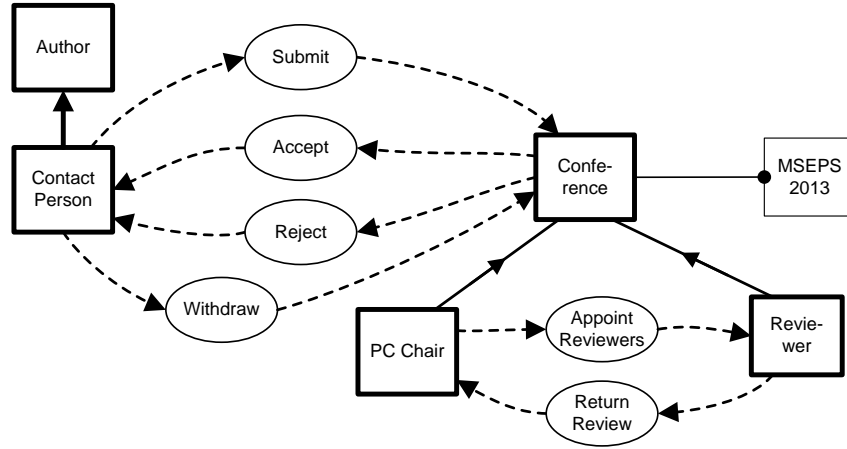 Author
Submit
Accept
Contact
Person
Confe-
rence
MSEPS
2013
Reject
Withdraw
PC Chair
Appoint
Reviewers
Revie-
wer
Return
Review